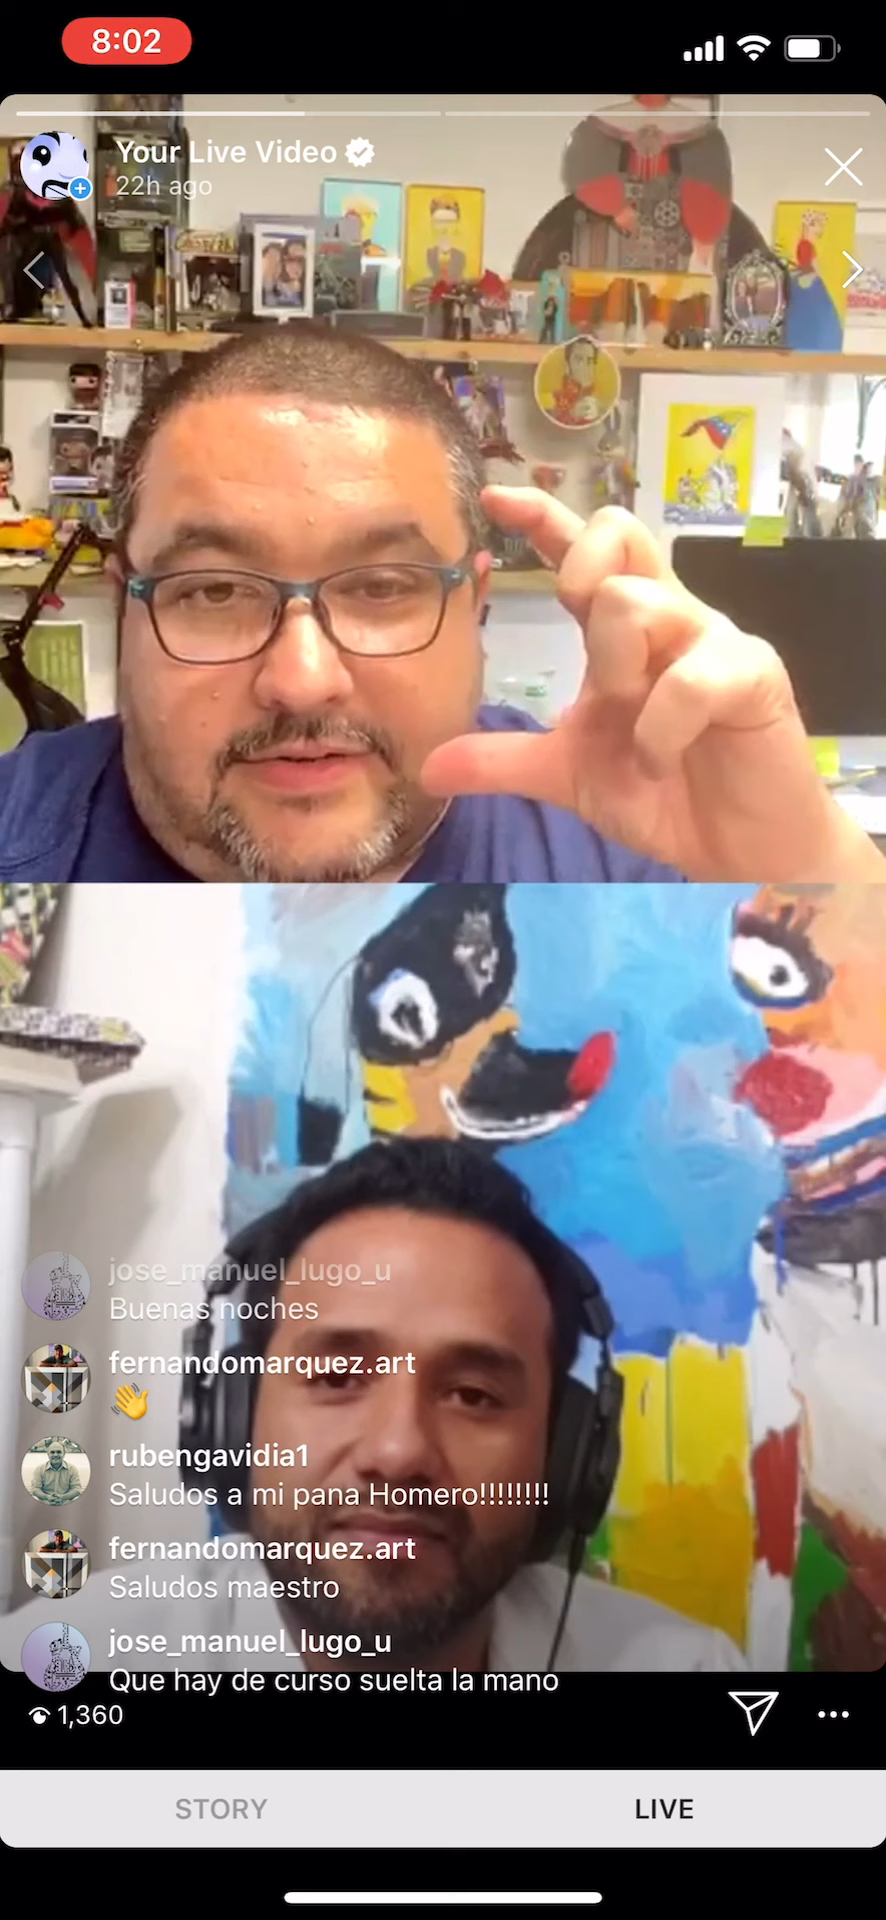 8:02
Your Live Video
22h ago
jose_manuel_lugo_u
Buenas noches
fernandomarquez.art
👋
rubengavidia1
Saludos a mi pana Homero!!!!!!!!
fernandomarquez.art
Saludos maestro
jose_manuel_lugo_u
Que hay de curso suelta la mano
1,360
STORY
LIVE